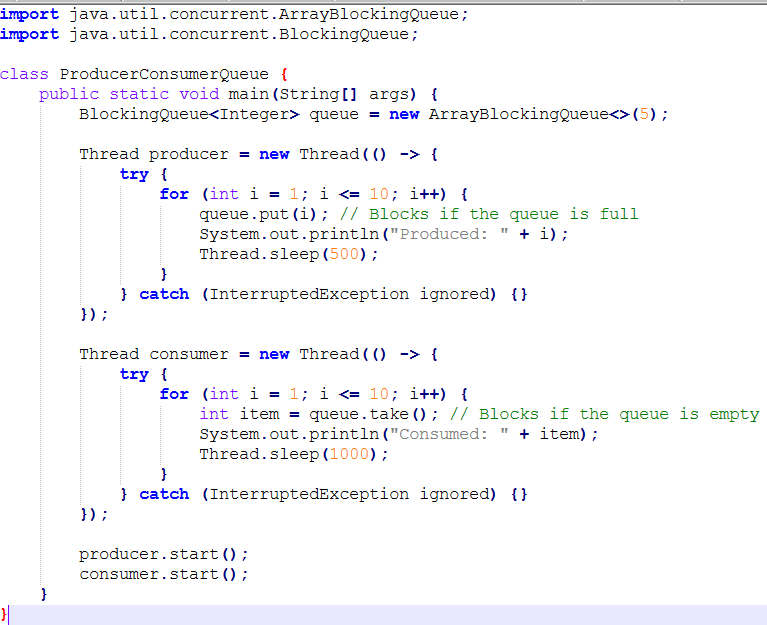 import java.util.concurrent.ArrayBlockingQueue;
import java.util.concurrent.BlockingQueue;

class ProducerConsumerQueue {
    public static void main(String[] args) {
        BlockingQueue<Integer> queue = new ArrayBlockingQueue<>(5);

        Thread producer = new Thread(() -> {
            try {
                for (int i = 1; i <= 10; i++) {
                    queue.put(i); // Blocks if the queue is full
                    System.out.println("Produced: " + i);
                    Thread.sleep(500);
                }
            } catch (InterruptedException ignored) {}
        });

        Thread consumer = new Thread(() -> {
            try {
                for (int i = 1; i <= 10; i++) {
                    int item = queue.take(); // Blocks if the queue is empty
                    System.out.println("Consumed: " + item);
                    Thread.sleep(1000);
                }
            } catch (InterruptedException ignored) {}
        });

        producer.start();
        consumer.start();
    }
}